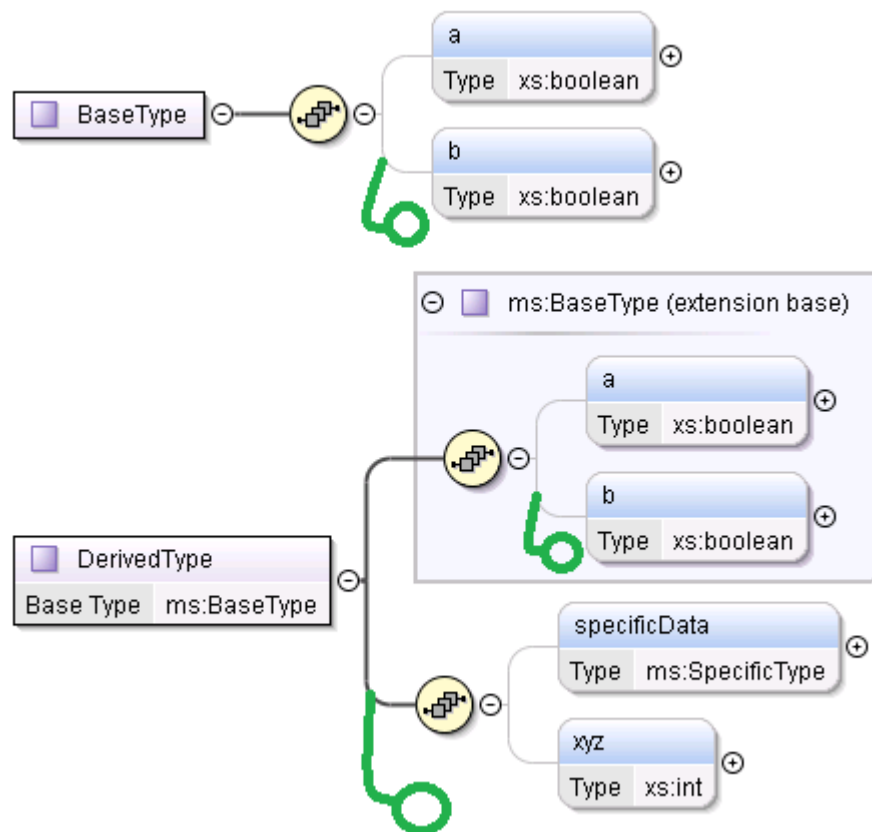 a
Type xs:boolean
BaseType
b
Type xs:boolean
ms:BaseType (extension base)
a
Type xs:boolean
b
Type xs:boolean
DerivedType
Base Type ms:BaseType
specificData
Type ms:SpecificType
xyz
Type xs:int